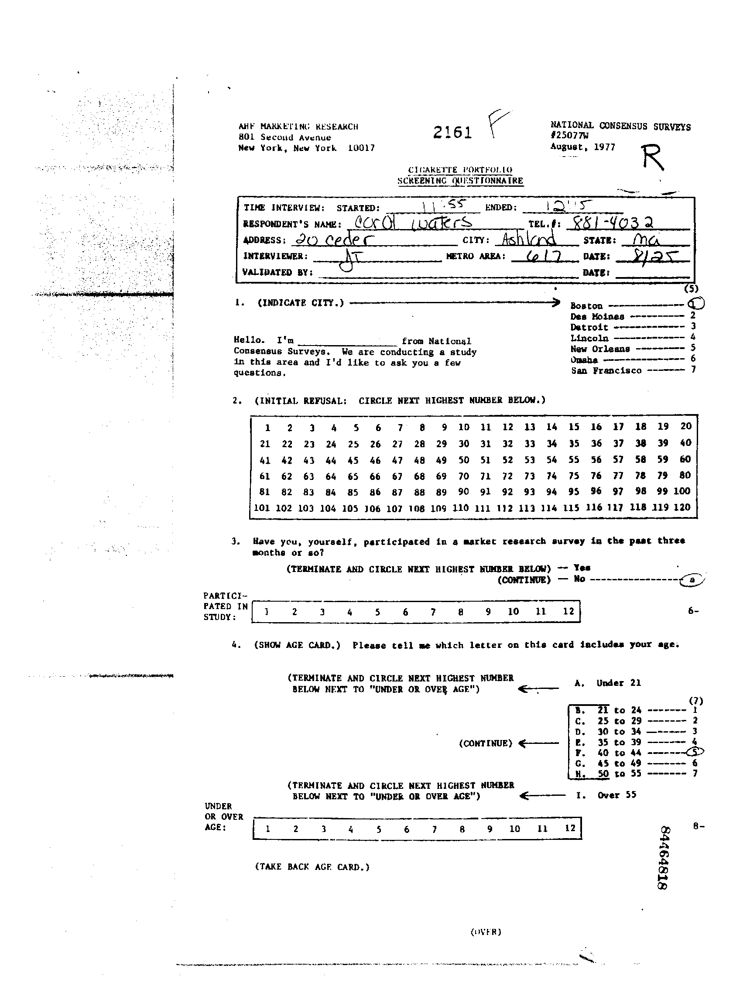 AHF MARKETING RESEARCH 2161 F NATIONAL CONSENSUS SURVEYS
801 Second Avenue #25077W
New York, New York 10017 August, 1977 R
CIGARETTE PORTFOLIO
SCREENING QUESTIONNAIRE
TIME INTERVIEW: STARTED: 11:55 ENDED:
RESPONDENT'S NAME: Carol Waters TEL.#: 881-4032
ADDRESS: 20 Ceder CITY: Ashland STATE: Ma
INTERVIEWER: JT METRO AREA: 617 DATE: 8/25
VALIDATED BY: DATE:
(5)
1. (INDICATE CITY.) Boston 1
Des Moines 2
Detroit 3
Hello. I'm ____ from National Lincoln 4
Consensus Surveys. We are conducting a study New Orleans 5
in this area and I'd like to ask you a few Omaha 6
questions. San Francisco 7
2. (INITIAL REFUSAL: CIRCLE NEXT HIGHEST NUMBER BELOW.)
1 2 3 4 5 6 7 8 9 10 11 12 13 14 15 16 17 18 19 20
21 22 23 24 25 26 27 28 29 30 31 32 33 34 35 36 37 38 39 40
41 42 43 44 45 46 47 48 49 50 51 52 53 54 55 56 57 58 59 60
61 62 63 64 65 66 67 68 69 70 71 72 73 74 75 76 77 78 79 80
81 82 83 84 85 86 87 88 89 90 91 92 93 94 95 96 97 98 99 100
101 102 103 104 105 106 107 108 109 110 111 112 113 114 115 116 117 118 119 120
3. Have you, yourself, participated in a market research survey in the past three
months or so?
(TERMINATE AND CIRCLE NEXT HIGHEST NUMBER BELOW) -- Yes
(CONTINUE) -- No
PARTICI-
PATED IN
STUDY: 1 2 3 4 5 6 7 8 9 10 11 12 6-
4. (SHOW AGE CARD.) Please tell me which letter on this card includes your age.
(TERMINATE AND CIRCLE NEXT HIGHEST NUMBER
BELOW NEXT TO "UNDER OR OVER AGE") A. Under 21
(7)
B. 21 to 24 1
C. 25 to 29 2
D. 30 to 34 3
(CONTINUE) E. 35 to 39 4
F. 40 to 44 5
G. 45 to 49 6
H. 50 to 55 7
(TERMINATE AND CIRCLE NEXT HIGHEST NUMBER
BELOW NEXT TO "UNDER OR OVER AGE") I. Over 55
UNDER
OR OVER
AGE: 1 2 3 4 5 6 7 8 9 10 11 12 8-
(TAKE BACK AGE CARD.)
84464818
(OVER)